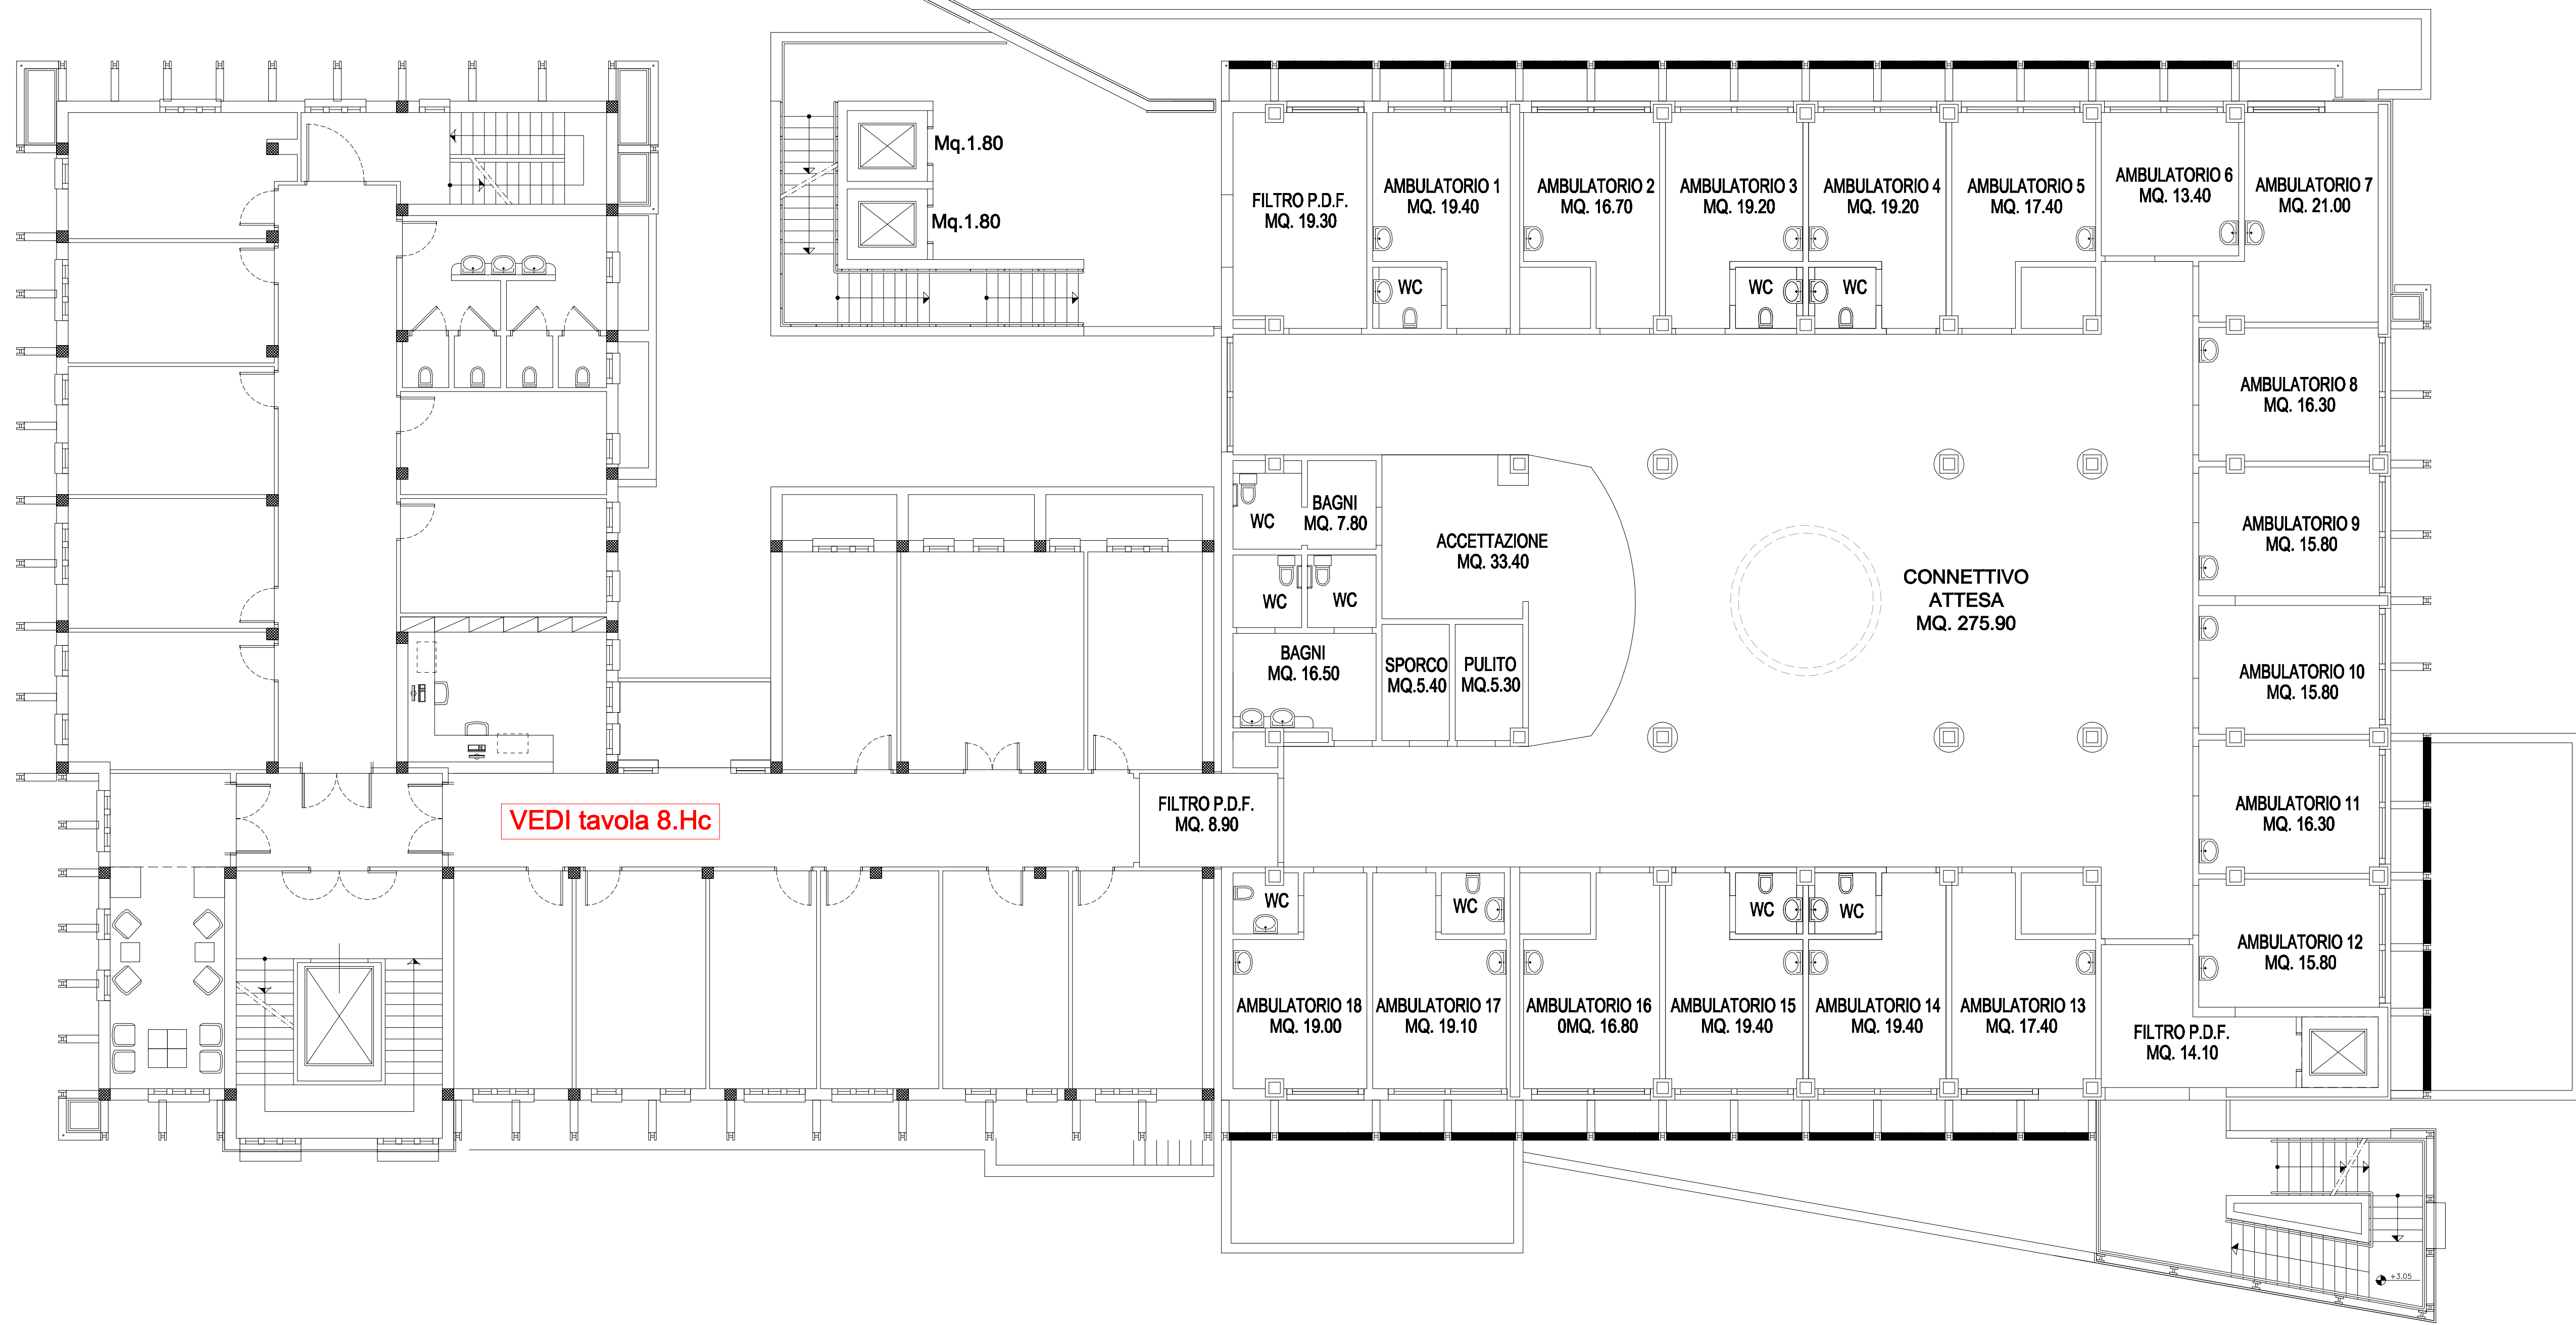 Mq.1.80
Mq.1.80
FILTRO P.D.F.
MQ. 19.30
AMBULATORIO 1
MQ. 19.40
WC
AMBULATORIO 2
MQ. 16.70
AMBULATORIO 3
MQ. 19.20
WC
AMBULATORIO 4
MQ. 19.20
WC
AMBULATORIO 5
MQ. 17.40
AMBULATORIO 6
MQ. 13.40
AMBULATORIO 7
MQ. 21.00
AMBULATORIO 8
MQ. 16.30
WC
BAGNI
MQ. 7.80
ACCETTAZIONE
MQ. 33.40
AMBULATORIO 9
MQ. 15.80
CONNETTIVO
ATTESA
MQ. 275.90
WC
WC
BAGNI
MQ. 16.50
SPORCO
MQ.5.40
PULITO
MQ.5.30
AMBULATORIO 10
MQ. 15.80
VEDI tavola 8.Hc
FILTRO P.D.F.
MQ. 8.90
AMBULATORIO 11
MQ. 16.30
WC
WC
WC
WC
AMBULATORIO 12
MQ. 15.80
AMBULATORIO 18
MQ. 19.00
AMBULATORIO 17
MQ. 19.10
AMBULATORIO 16
0MQ. 16.80
AMBULATORIO 15
MQ. 19.40
AMBULATORIO 14
MQ. 19.40
AMBULATORIO 13
MQ. 17.40
FILTRO P.D.F.
MQ. 14.10
+3.05